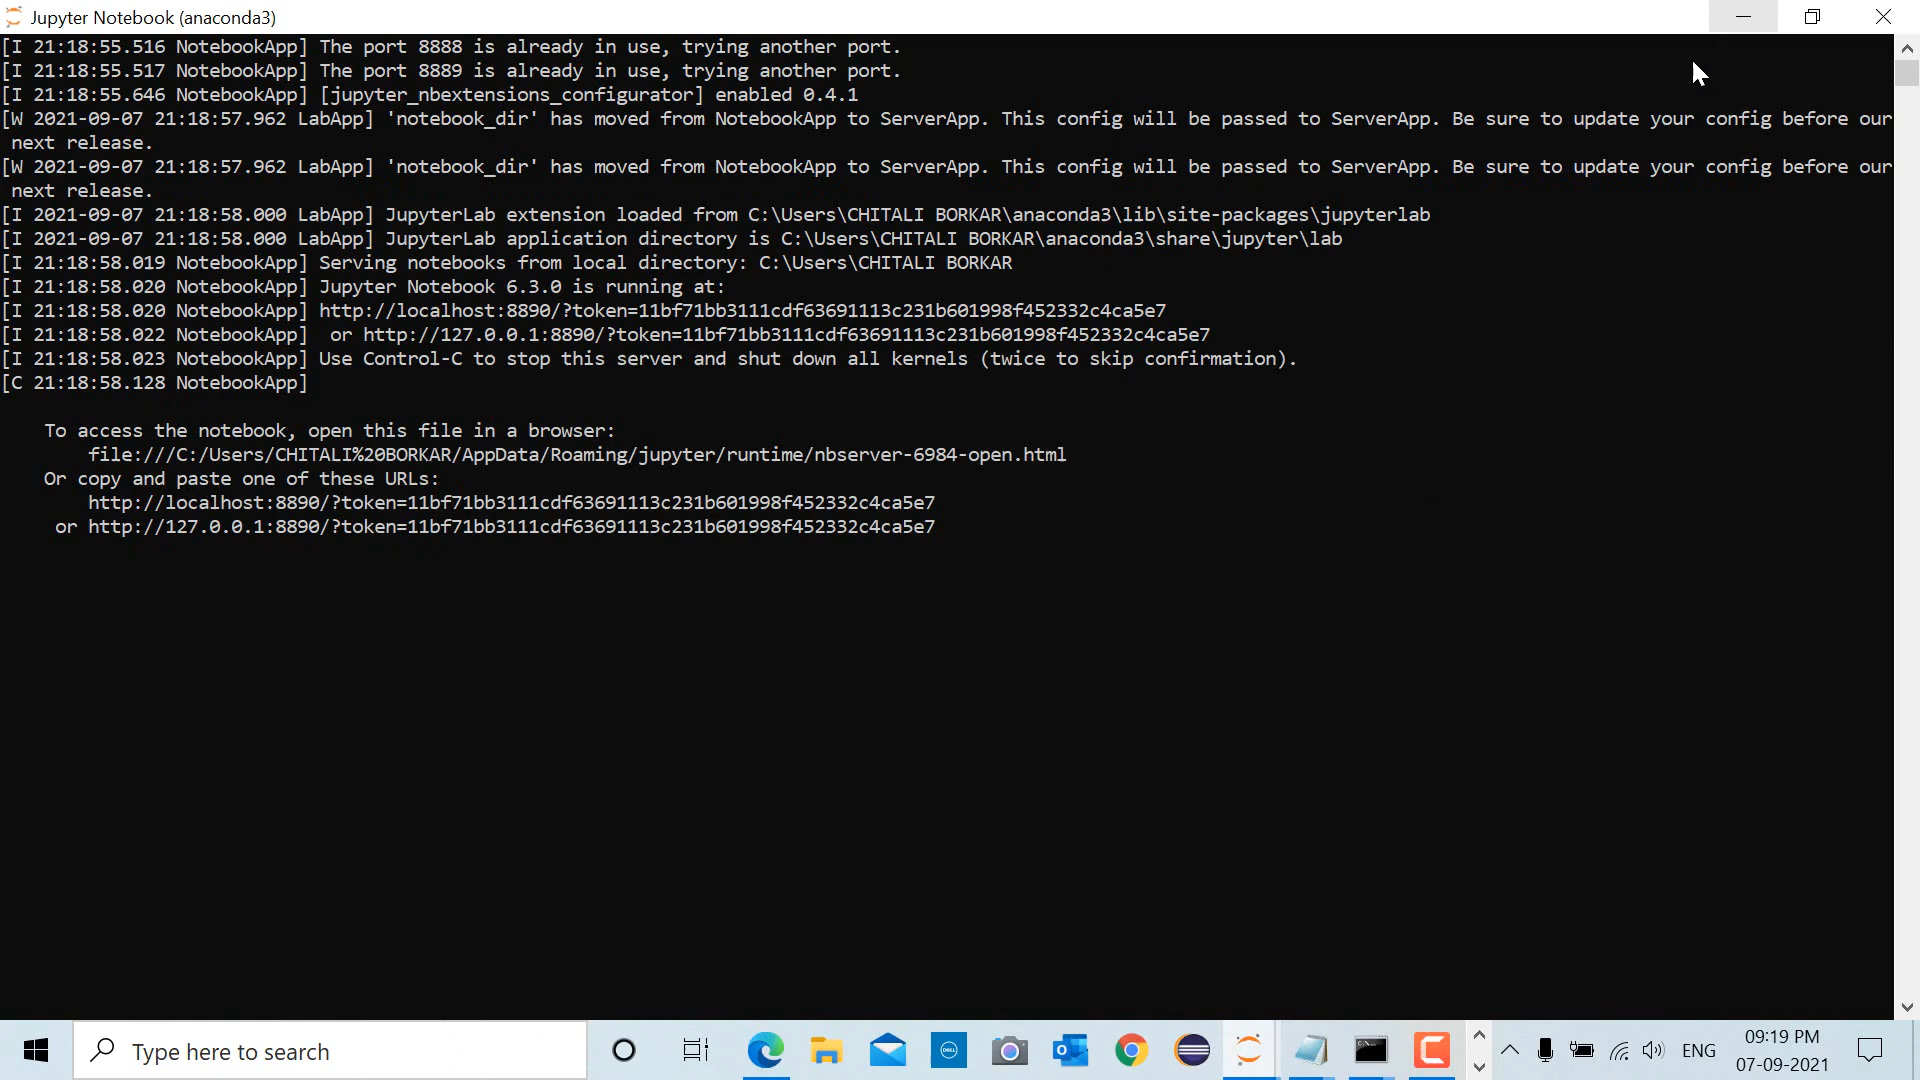 Jupyter Notebook (anaconda3)
[I 21:18:55.516 NotebookApp] The port 8888 is already in use, trying another port.
[I 21:18:55.517 NotebookApp] The port 8889 is already in use, trying another port.
[I 21:18:55.646 NotebookApp] [jupyter_nbextensions_configurator] enabled 0.4.1
[W 2021-09-07 21:18:57.962 LabApp] 'notebook_dir' has moved from NotebookApp to ServerApp. This config will be passed to ServerApp. Be sure to update your config before our
next release.
[W 2021-09-07 21:18:57.962 LabApp] 'notebook_dir' has moved from NotebookApp to ServerApp. This config will be passed to ServerApp. Be sure to update your config before our
next release.
[I 2021-09-07 21:18:58.000 LabApp] JupyterLab extension loaded from C:\Users\CHITALI BORKAR\anaconda3\lib\site-packages\jupyterlab
[I 2021-09-07 21:18:58.000 LabApp] JupyterLab application directory is C:\Users\CHITALI BORKAR\anaconda3\share\jupyter\lab
[I 21:18:58.019 NotebookApp] Serving notebooks from local directory: C:\Users\CHITALI BORKAR
[I 21:18:58.020 NotebookApp] Jupyter Notebook 6.3.0 is running at:
[I 21:18:58.020 NotebookApp] http://localhost:8890/?token=11bf71bb3111cdf63691113c231b601998f452332c4ca5e7
[I 21:18:58.022 NotebookApp]  or http://127.0.0.1:8890/?token=11bf71bb3111cdf63691113c231b601998f452332c4ca5e7
[I 21:18:58.023 NotebookApp] Use Control-C to stop this server and shut down all kernels (twice to skip confirmation).
[C 21:18:58.128 NotebookApp]
To access the notebook, open this file in a browser:
file:///C:/Users/CHITALI%20BORKAR/AppData/Roaming/jupyter/runtime/nbserver-6984-open.html
Or copy and paste one of these URLs:
http://localhost:8890/?token=11bf71bb3111cdf63691113c231b601998f452332c4ca5e7
or http://127.0.0.1:8890/?token=11bf71bb3111cdf63691113c231b601998f452332c4ca5e7
Type here to search
DELL
ENG
09:19 PM
07-09-2021